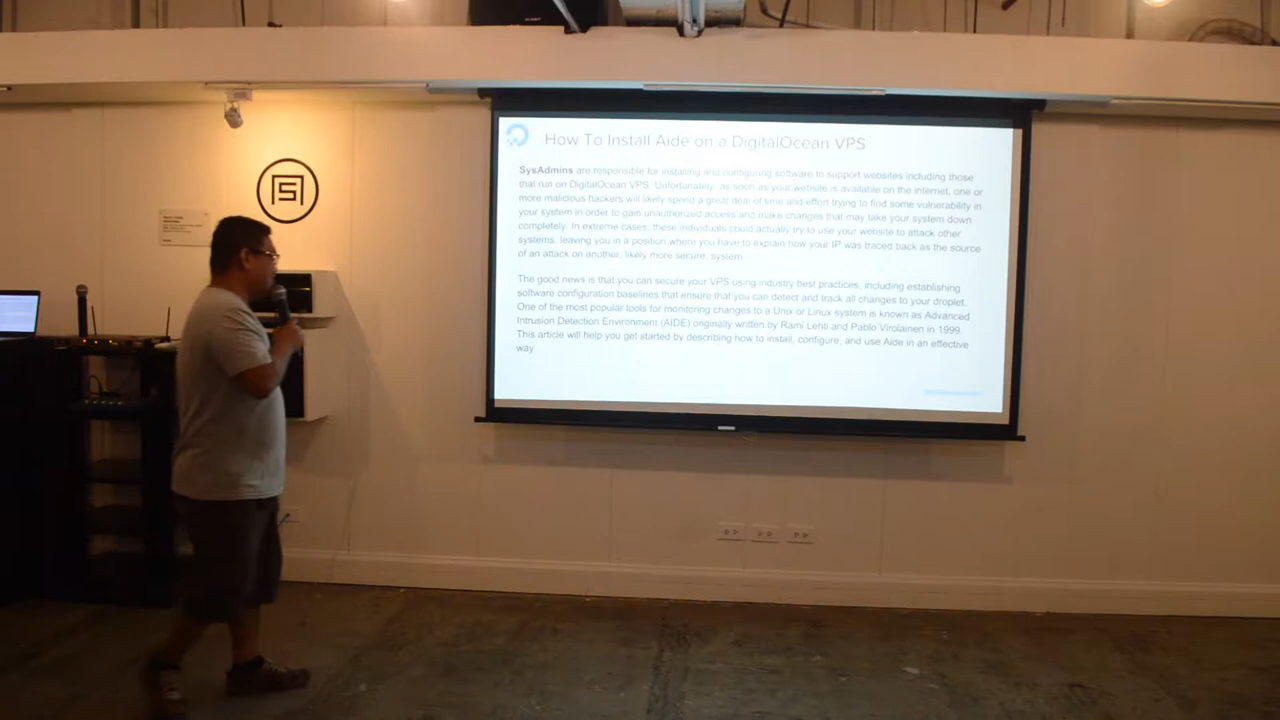 How To Install Aide on a DigitalOcean VPS
SysAdmins are responsible for installing and configuring software to support websites including those
that run on DigitalOcean VPS. Unfortunatly, as soon as your website is available on the internet, one or
more malicious hackers will likely spend a great deal of time and effort trying to find some vulnerability in
your system in order to gain unauthorized access and make changes that may take your system down
completely. In extreme cases, these individuals could actually try to use your website to attack other
systems, leaving you in a position where you have to explain how your IP was traced back as the source
of an attack on another, likely more secure, system.
The good news is that you can secure your VPS using industry best practices, including establishing
software configuration baselines that ensure that you can detect and track all changes to your droplet.
One of the most popular tools for monitoring changes to a Unix or Linux system is known as Advanced
Intrusion Detection Environment (AIDE) originally written by Rami Lehti and Pablo Virolainen in 1999.
This article will help you get started by describing how to install, configure, and use Aide in an effective
way